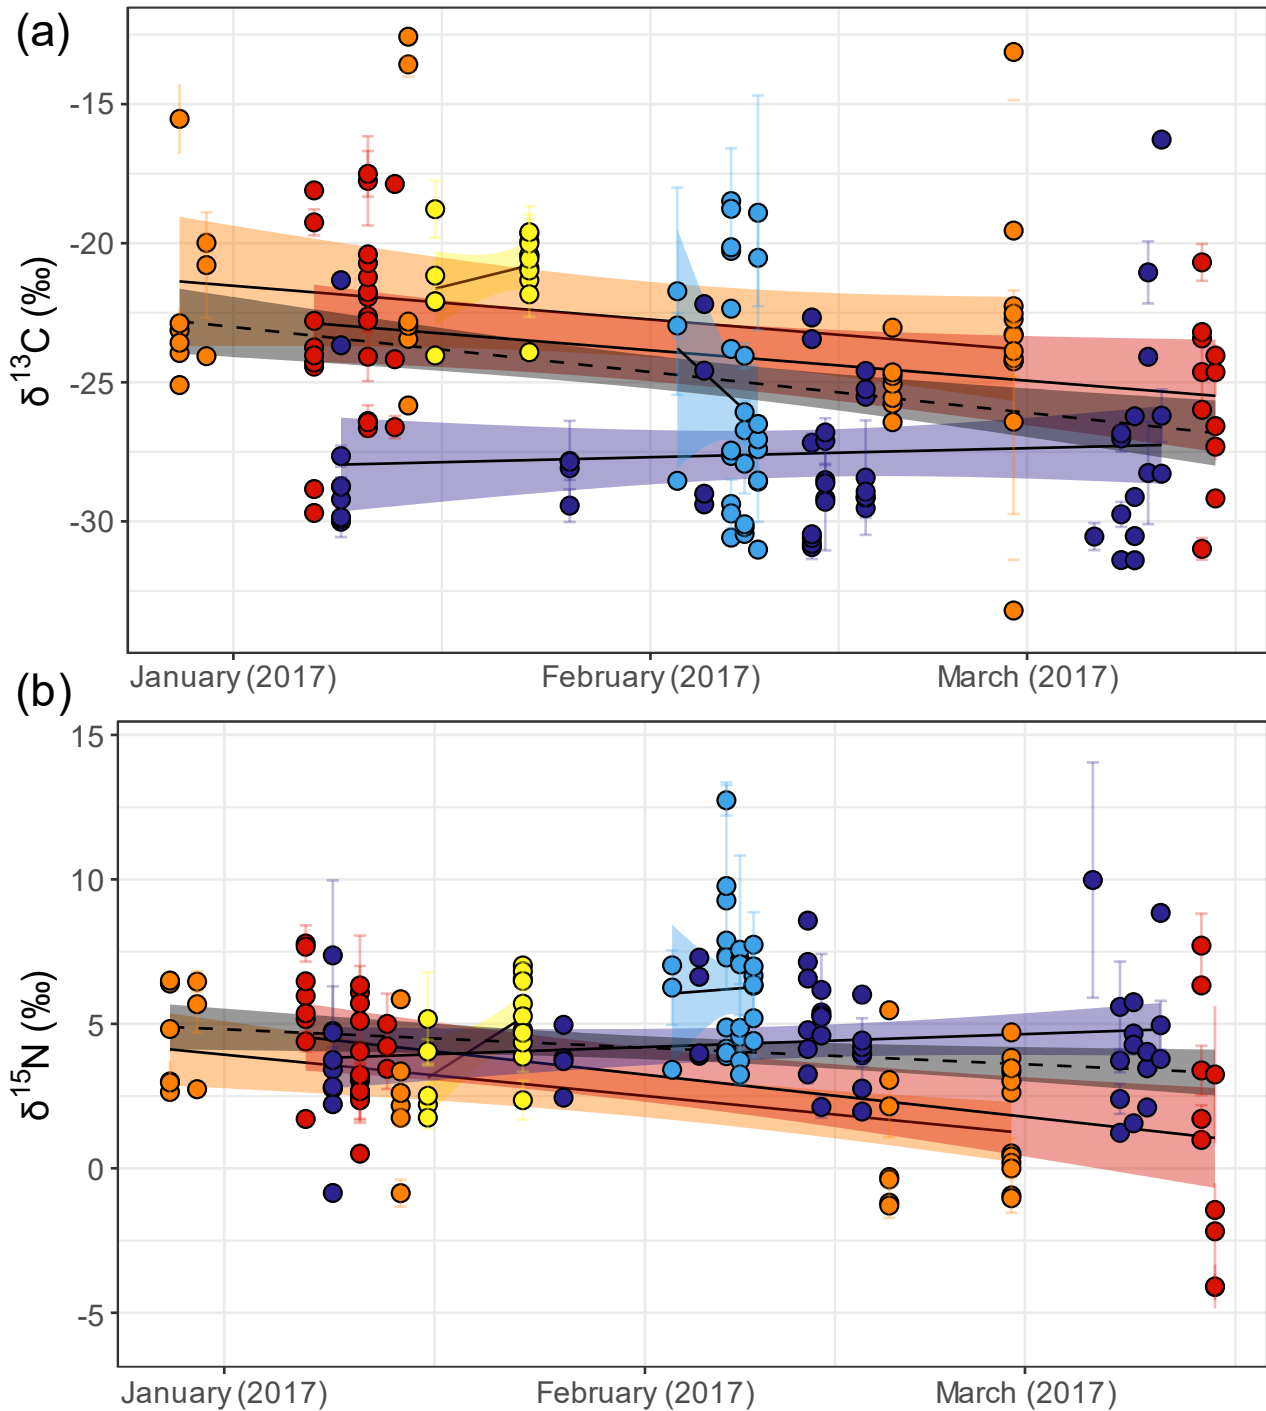 (a)
δ¹³C (‰)
-15
-20
-25
-30
January (2017)
February (2017)
March (2017)
(b)
δ¹⁵N (‰)
15
10
5
0
-5
January (2017)
February (2017)
March (2017)